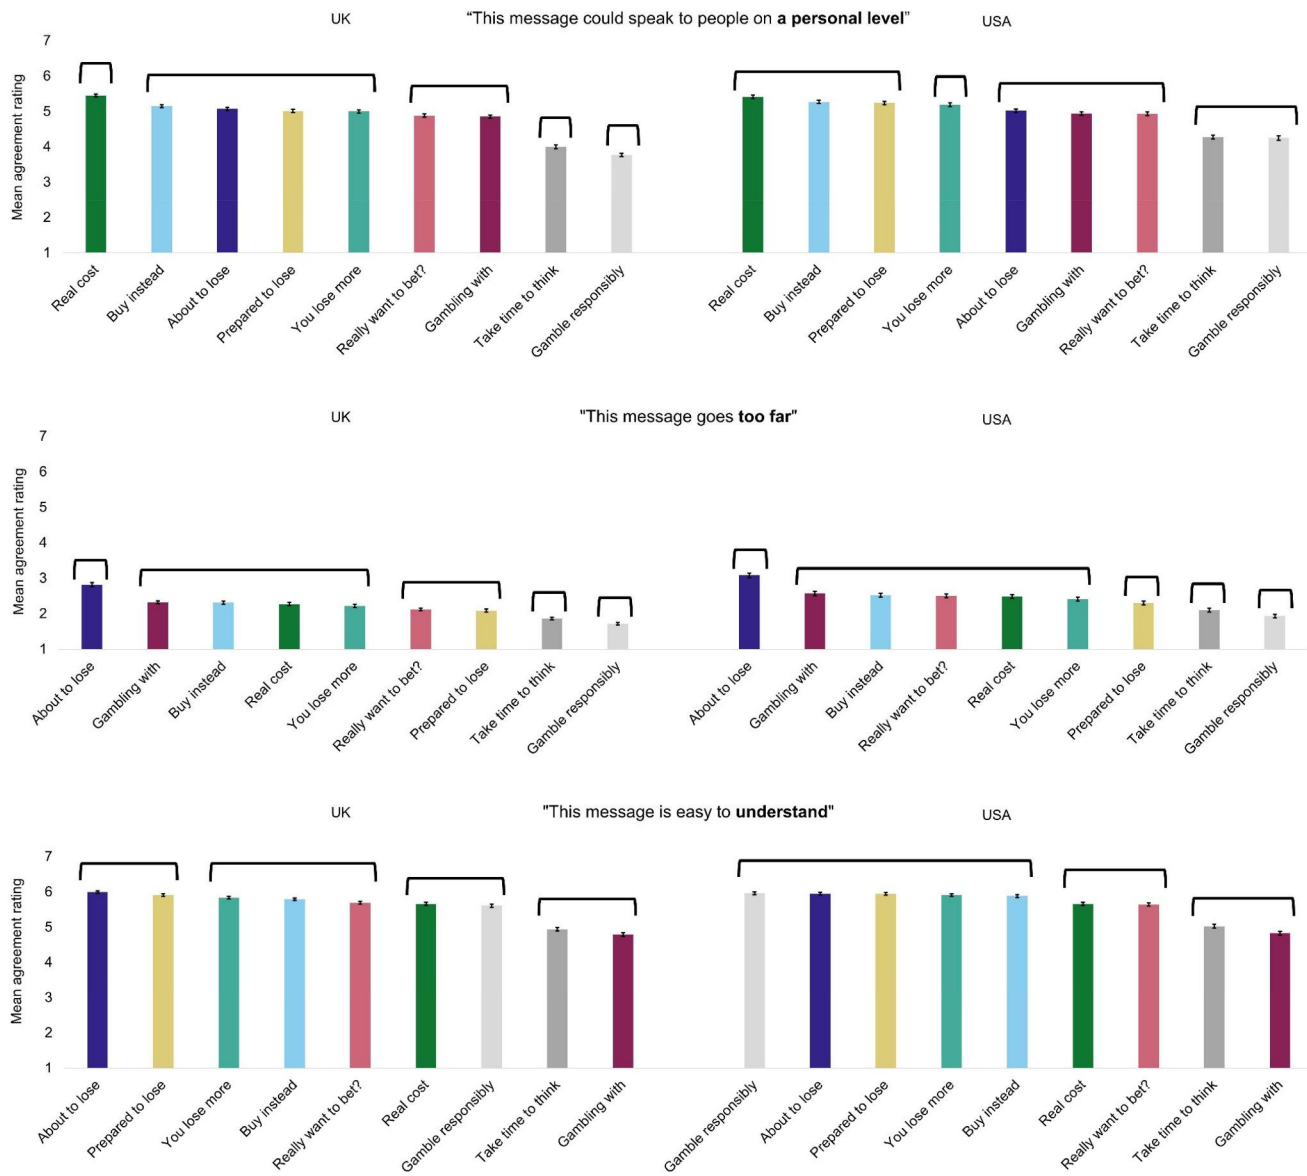 UK “This message could speak to people on a personal level” USA
Mean agreement rating
7
6
5
4
3
2
1
Real cost
Buy instead
About to lose
Prepared to lose
You lose more
Really want to bet?
Gambling with
Take time to think
Gamble responsibly
Real cost
Buy instead
Prepared to lose
You lose more
About to lose
Gambling with
Really want to bet?
Take time to think
Gamble responsibly
UK "This message goes too far" USA
Mean agreement rating
7
6
5
4
3
2
1
About to lose
Gambling with
Buy instead
Real cost
You lose more
Really want to bet?
Prepared to lose
Take time to think
Gamble responsibly
About to lose
Gambling with
Buy instead
Really want to bet?
Real cost
You lose more
Prepared to lose
Take time to think
Gamble responsibly
UK "This message is easy to understand" USA
Mean agreement rating
7
6
5
4
3
2
1
About to lose
Prepared to lose
You lose more
Buy instead
Really want to bet?
Real cost
Gamble responsibly
Take time to think
Gambling with
Gamble responsibly
About to lose
Prepared to lose
You lose more
Buy instead
Real cost
Really want to bet?
Take time to think
Gambling with